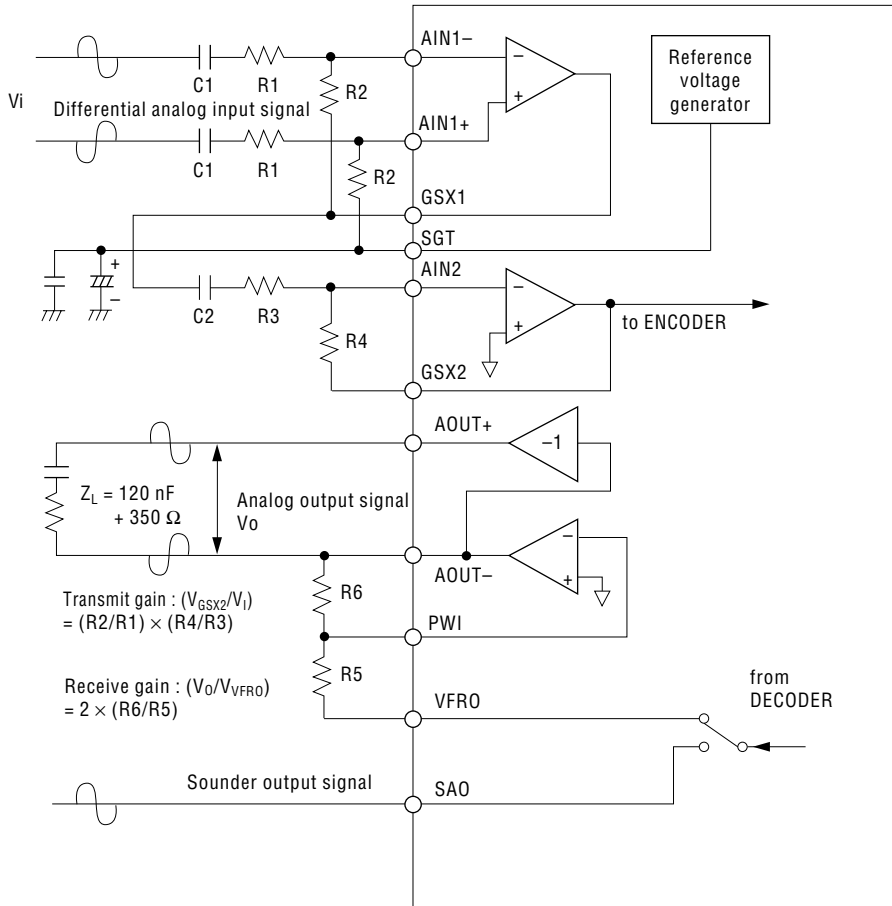 AIN1–
C1
R1
R2
–
+
Reference
voltage
generator
Vi
Differential analog input signal
AIN1+
C1
R1
R2
GSX1
SGT
+
–
AIN2
C2
R3
R4
–
+
to ENCODER
GSX2
AOUT+
–1
Z_L = 120 nF
+ 350 Ω
Analog output signal
Vo
AOUT–
–
+
R6
Transmit gain : (V_GSX2/V_I)
= (R2/R1) × (R4/R3)
PWI
R5
Receive gain : (V_O/V_VFRO)
= 2 × (R6/R5)
VFRO
from
DECODER
Sounder output signal
SAO